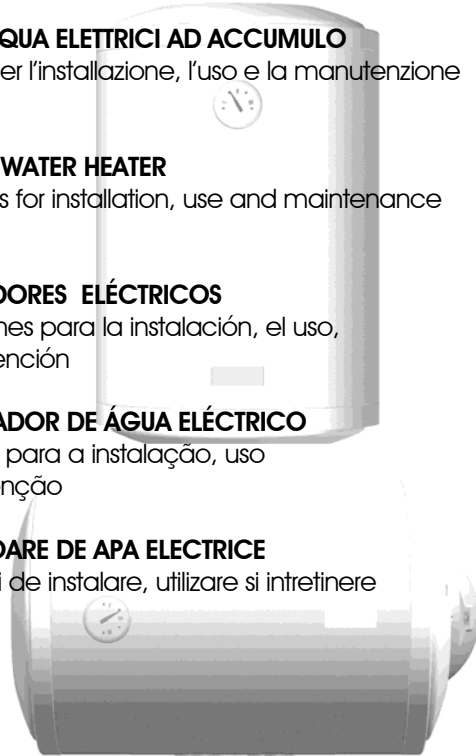 QUA ELETTRICI AD ACCUMULO
er l'installazione, l'uso e la manutenzione
WATER HEATER
s for installation, use and maintenance
DORES ELÉCTRICOS
nes para la instalación, el uso,
ención
ADOR DE ÁGUA ELÉCTRICO
para a instalação, uso
enção
DARE DE APA ELECTRICE
i de instalare, utilizare si intretinere